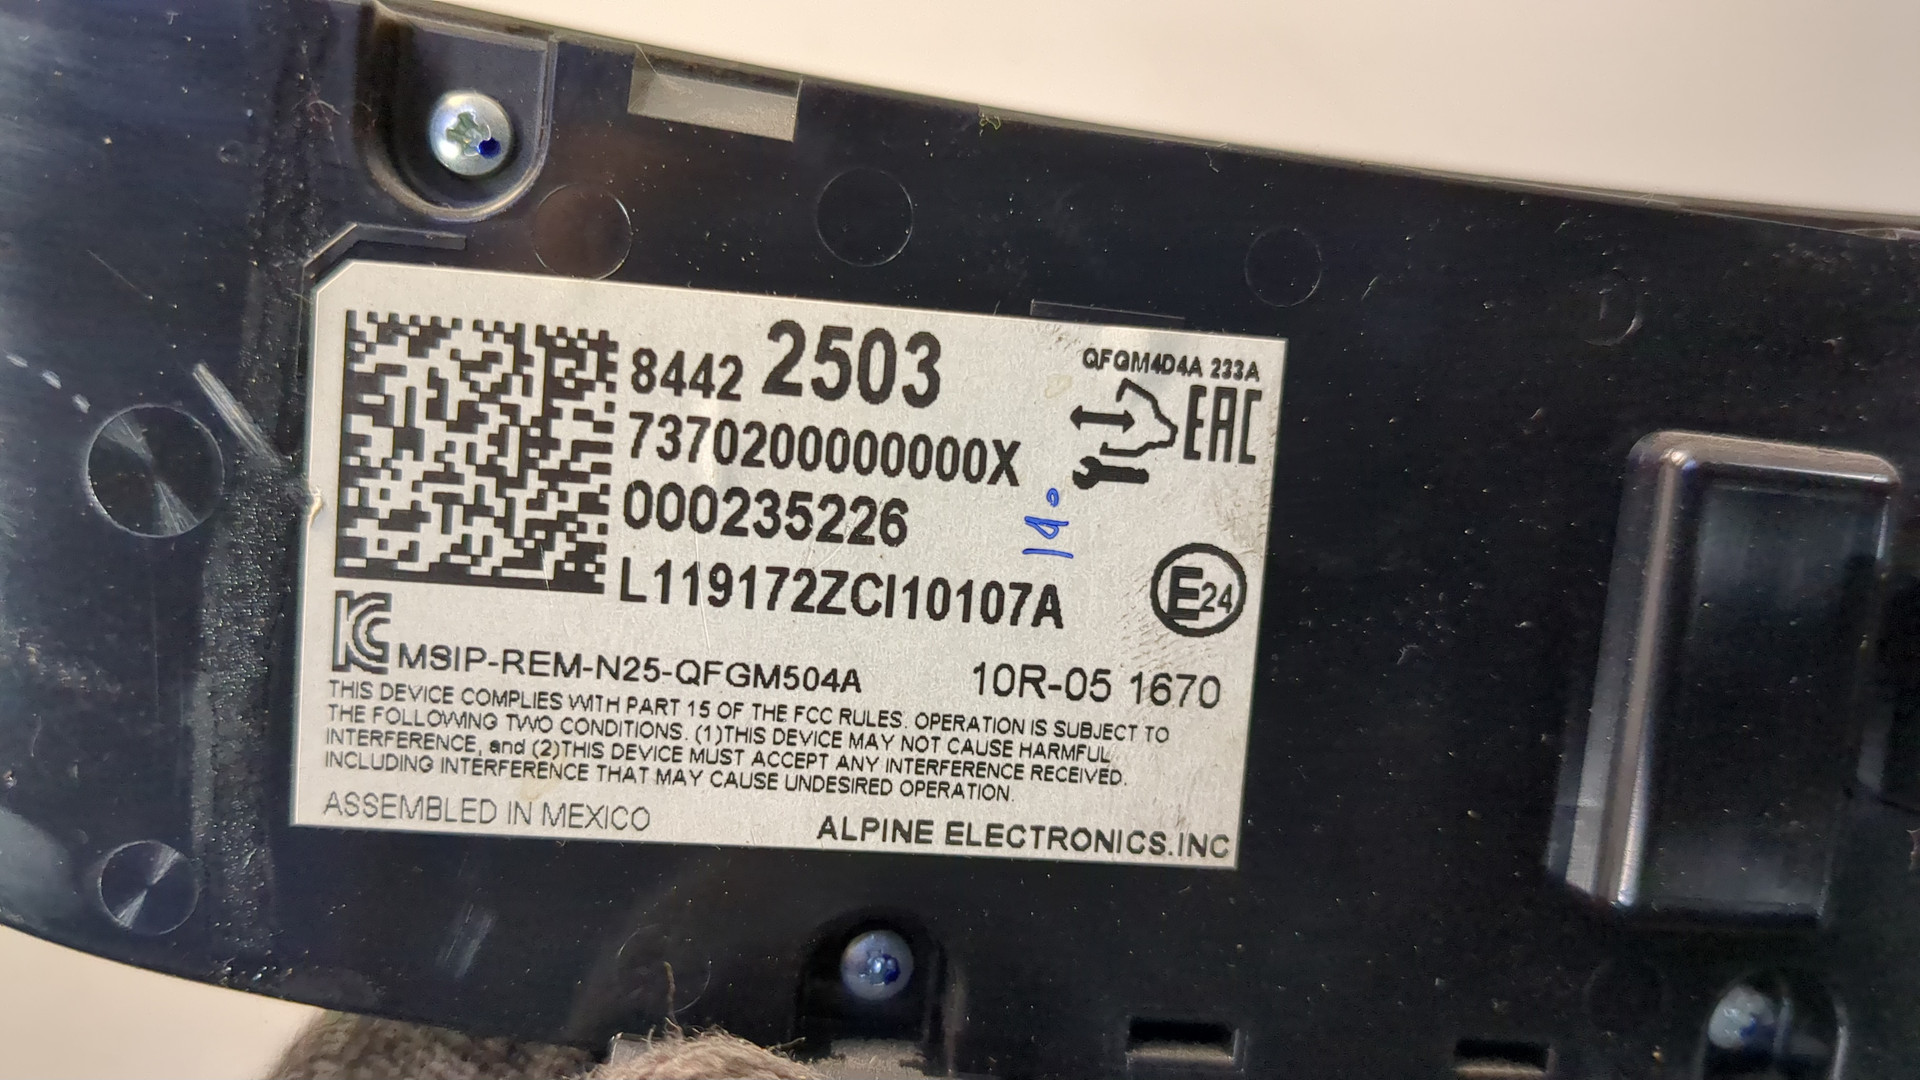 8442 2503
QFGM4D4A 233A
7370200000000X
EAC
000235226
L119172ZCI10107A
E24
KC MSIP-REM-N25-QFGM504A
10R-05 1670
THIS DEVICE COMPLIES WITH PART 15 OF THE FCC RULES. OPERATION IS SUBJECT TO
THE FOLLOWING TWO CONDITIONS. (1)THIS DEVICE MAY NOT CAUSE HARMFUL
INTERFERENCE, and (2)THIS DEVICE MUST ACCEPT ANY INTERFERENCE RECEIVED.
INCLUDING INTERFERENCE THAT MAY CAUSE UNDESIRED OPERATION.
ASSEMBLED IN MEXICO
ALPINE ELECTRONICS.INC